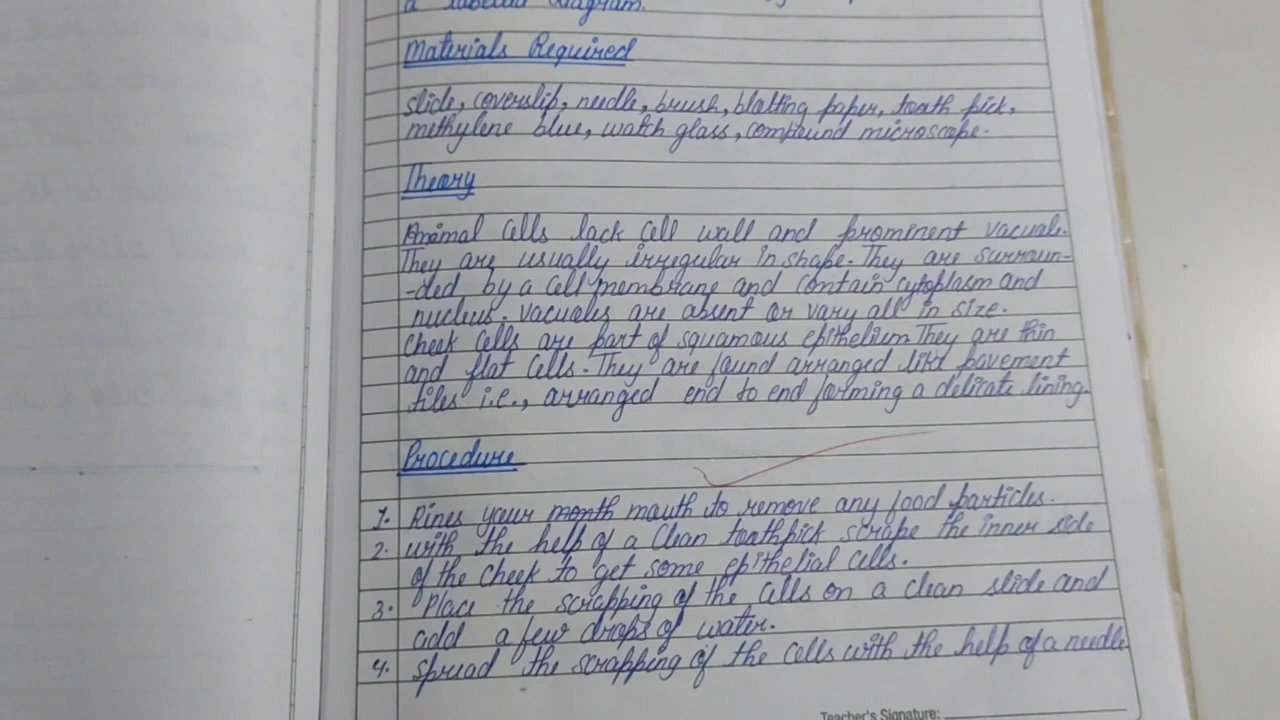 a labelled diagram.
Materials Required
slide, coverslip, needle, brush, blotting paper, tooth pick,
methylene blue, watch glass, compound microscope.
Theory
Animal Cells lack Cell wall and prominent vacuole.
They are usually irregular in shape. They are surroun-
-ded by a Cell membrane and contain cytoplasm and
nucleus. vacuoles are absent or vary all in size.
Cheek Cells are part of squamous epithelium They are thin
and flat Cells. They are found arranged like pavement
tiles i.e., arranged end to end forming a delicate lining.
Procedure
1. Rines your month mouth to remove any food particles.
2. with the help of a Clean toothpick scrape the inner side
of the Cheek to get some epithelial Cells.
3. Place the scrapping of the Cells on a clean slide and
add a few drops of water.
4. Spread the scrapping of the Cells with the help of a needle
Teacher's Signature: